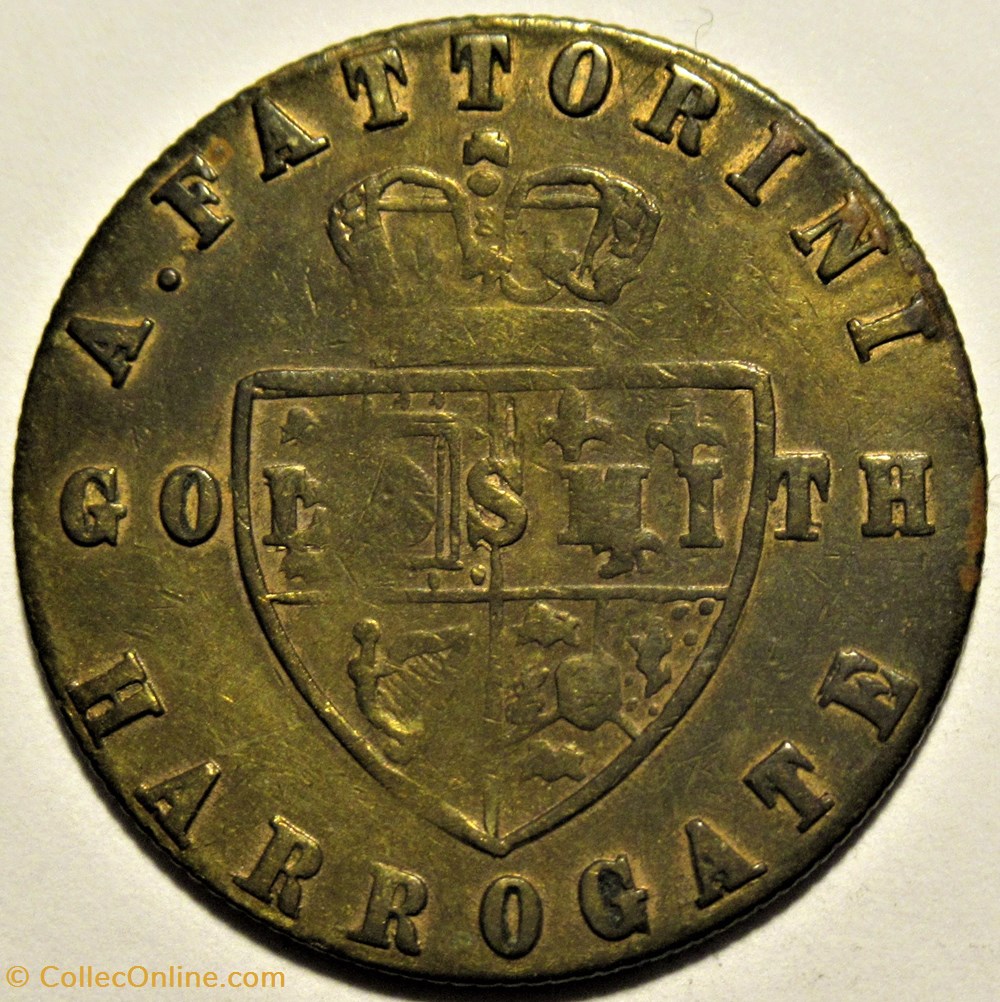 A. FATTORINI
GOLDSMITH
HARROGATE
© CollecOnline.com